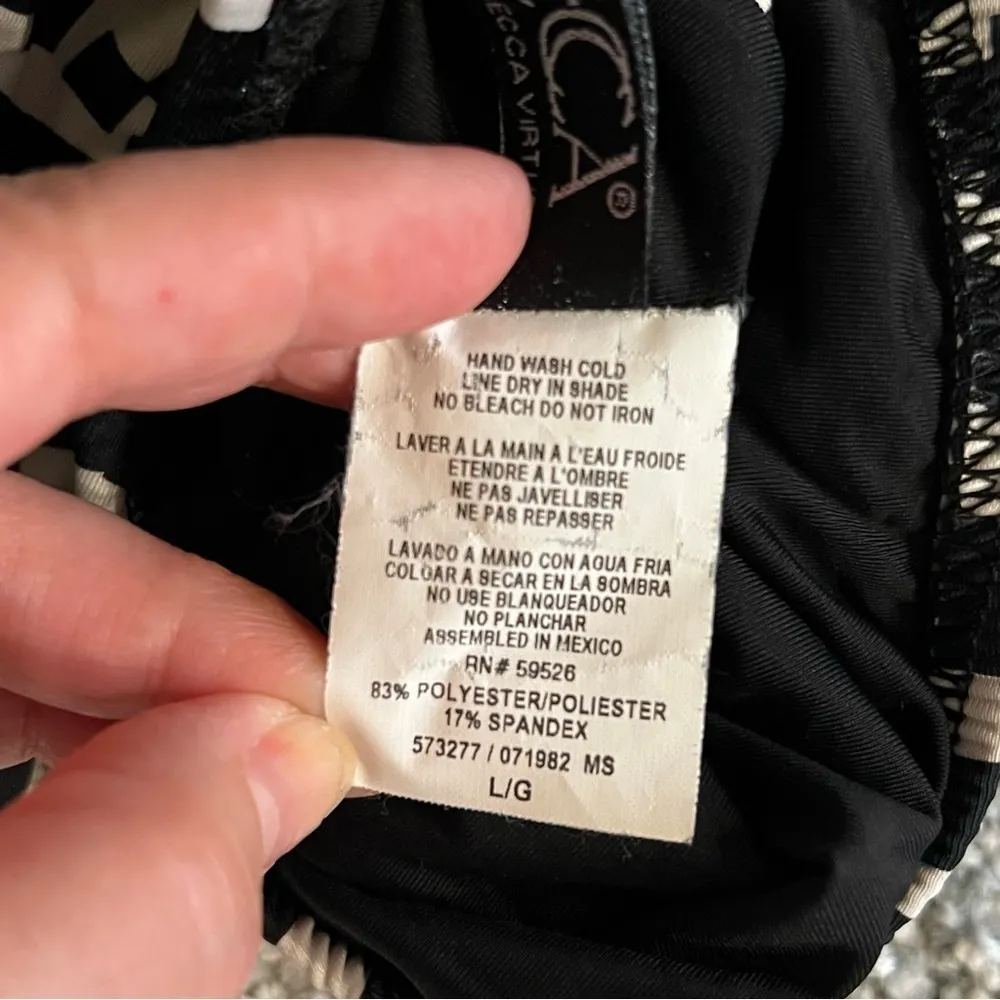 CCA®
HAND WASH COLD
LINE DRY IN SHADE
NO BLEACH DO NOT IRON
LAVER A LA MAIN A L'EAU FROIDE
ETENDRE A L'OMBRE
NE PAS JAVELLISER
NE PAS REPASSER
LAVADO A MANO CON AGUA FRIA
COLGAR A SECAR EN LA SOMBRA
NO USE BLANQUEADOR
NO PLANCHAR
ASSEMBLED IN MEXICO
RN# 59526
83% POLYESTER/POLIESTER
17% SPANDEX
573277 / 071982 MS
L/G